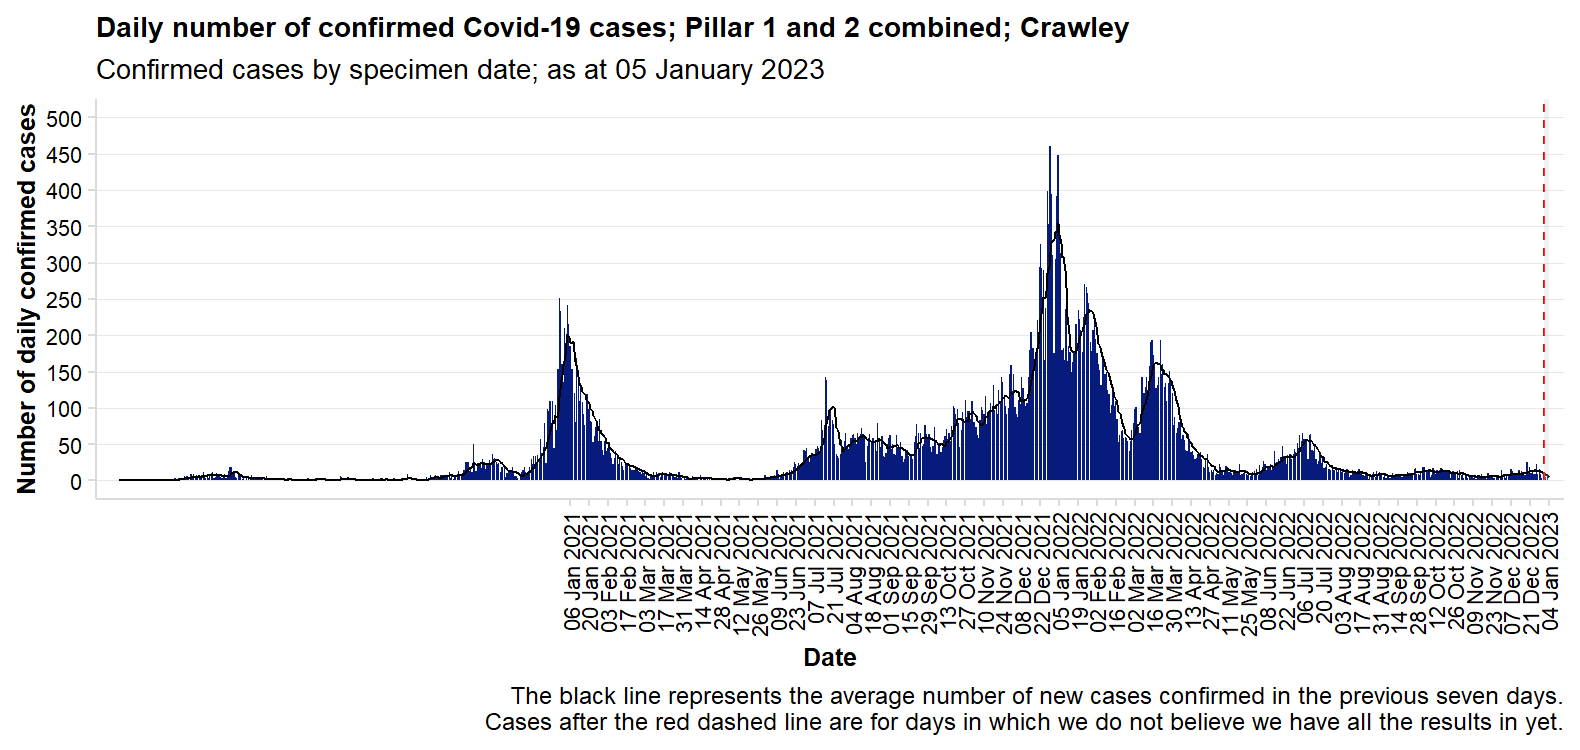 Daily number of confirmed Covid-19 cases; Pillar 1 and 2 combined; Crawley
Confirmed cases by specimen date; as at 05 January 2023
Number of daily confirmed cases
500
450
400
350
300
250
200
150
100
50
0
06 Jan 2021
20 Jan 2021
03 Feb 2021
17 Feb 2021
03 Mar 2021
17 Mar 2021
31 Mar 2021
14 Apr 2021
28 Apr 2021
12 May 2021
26 May 2021
09 Jun 2021
23 Jun 2021
07 Jul 2021
21 Jul 2021
04 Aug 2021
18 Aug 2021
01 Sep 2021
15 Sep 2021
29 Sep 2021
13 Oct 2021
27 Oct 2021
10 Nov 2021
24 Nov 2021
08 Dec 2021
22 Dec 2021
05 Jan 2022
19 Jan 2022
02 Feb 2022
16 Feb 2022
02 Mar 2022
16 Mar 2022
30 Mar 2022
13 Apr 2022
27 Apr 2022
11 May 2022
25 May 2022
08 Jun 2022
22 Jun 2022
06 Jul 2022
20 Jul 2022
03 Aug 2022
17 Aug 2022
31 Aug 2022
14 Sep 2022
28 Sep 2022
12 Oct 2022
26 Oct 2022
09 Nov 2022
23 Nov 2022
07 Dec 2022
21 Dec 2022
04 Jan 2023
Date
The black line represents the average number of new cases confirmed in the previous seven days.
Cases after the red dashed line are for days in which we do not believe we have all the results in yet.